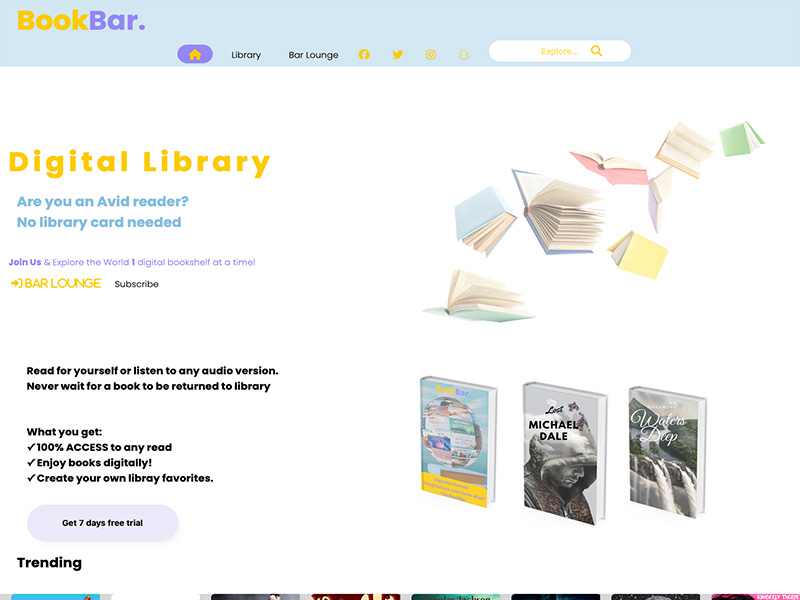 BookBar.
Library
Bar Lounge
Explore...
Digital Library
Are you an Avid reader?
No library card needed
Join Us & Explore the World 1 digital bookshelf at a time!
BAR LOUNGE
Subscribe
Read for yourself or listen to any audio version.
Never wait for a book to be returned to library
What you get:
✓100% ACCESS to any read
✓Enjoy books digitally!
✓Create your own libray favorites.
Get 7 days free trial
BookBar.
Lost
MICHAEL
DALE
Waters
Deep
Trending
KIMBERLY THORPE